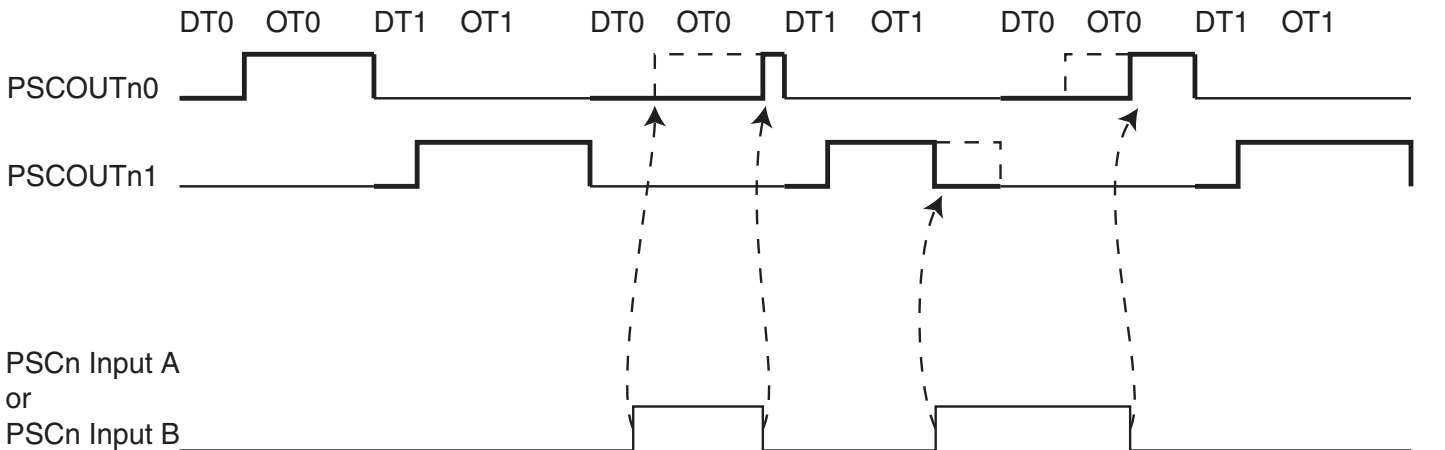 DT0 OT0 DT1 OT1 DT0 OT0 DT1 OT1 DT0 OT0 DT1 OT1
PSCOUTn0
PSCOUTn1
PSCn Input A
or
PSCn Input B